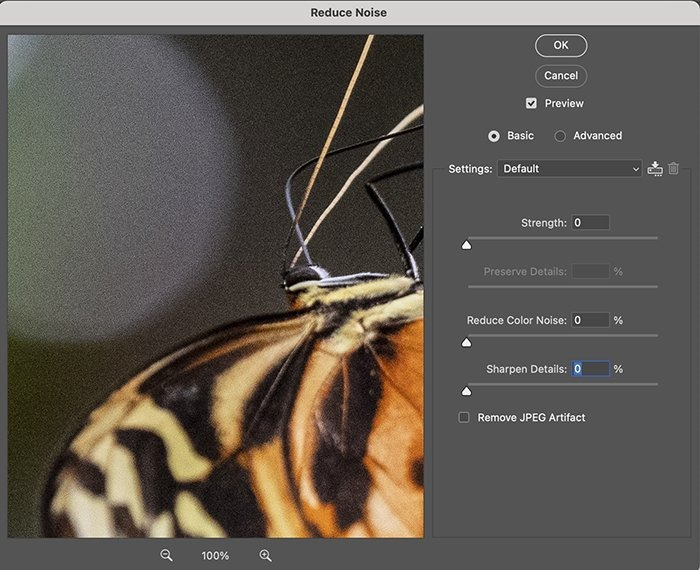 Reduce Noise
OK
Cancel
Preview
Basic Advanced
Settings: Default
Strength: 0
Preserve Details: %
Reduce Color Noise: 0 %
Sharpen Details: 0 %
Remove JPEG Artifact
100%